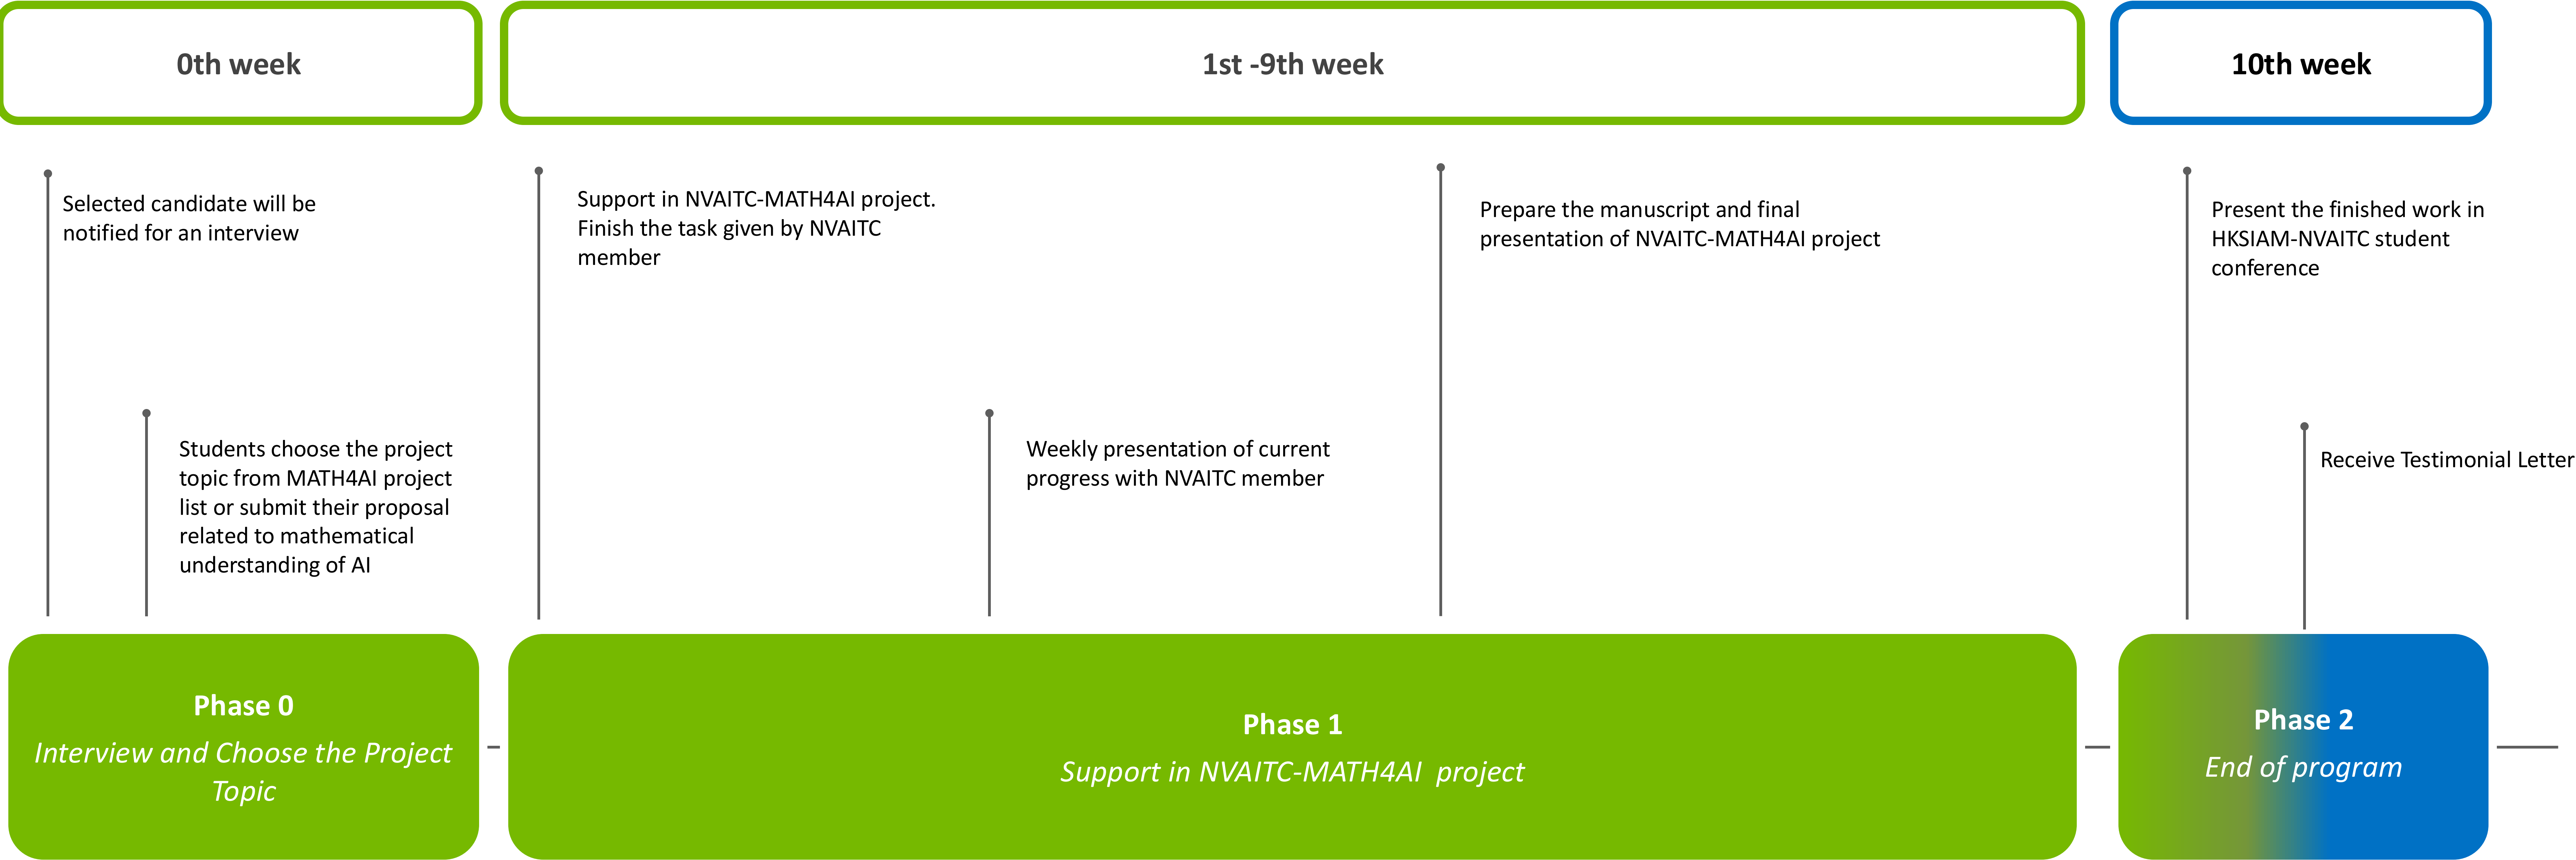 0th week
1st -9th week
10th week
Selected candidate will be
notified for an interview
Students choose the project
topic from MATH4AI project
list or submit their proposal
related to mathematical
understanding of AI
Support in NVAITC-MATH4AI project.
Finish the task given by NVAITC
member
Weekly presentation of current
progress with NVAITC member
Prepare the manuscript and final
presentation of NVAITC-MATH4AI project
Present the finished work in
HKSIAM-NVAITC student
conference
Receive Testimonial Letter
Phase 0
Interview and Choose the Project
Topic
Phase 1
Support in NVAITC-MATH4AI  project
Phase 2
End of program